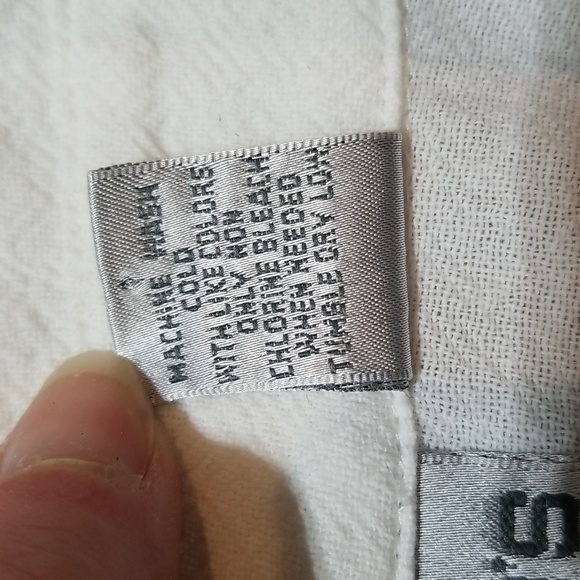 MACHINE WASH
COLD
WITH LIKE COLORS
ONLY NON
CHLORINE BLEACH
WHEN NEEDED
TUMBLE DRY LOW
S